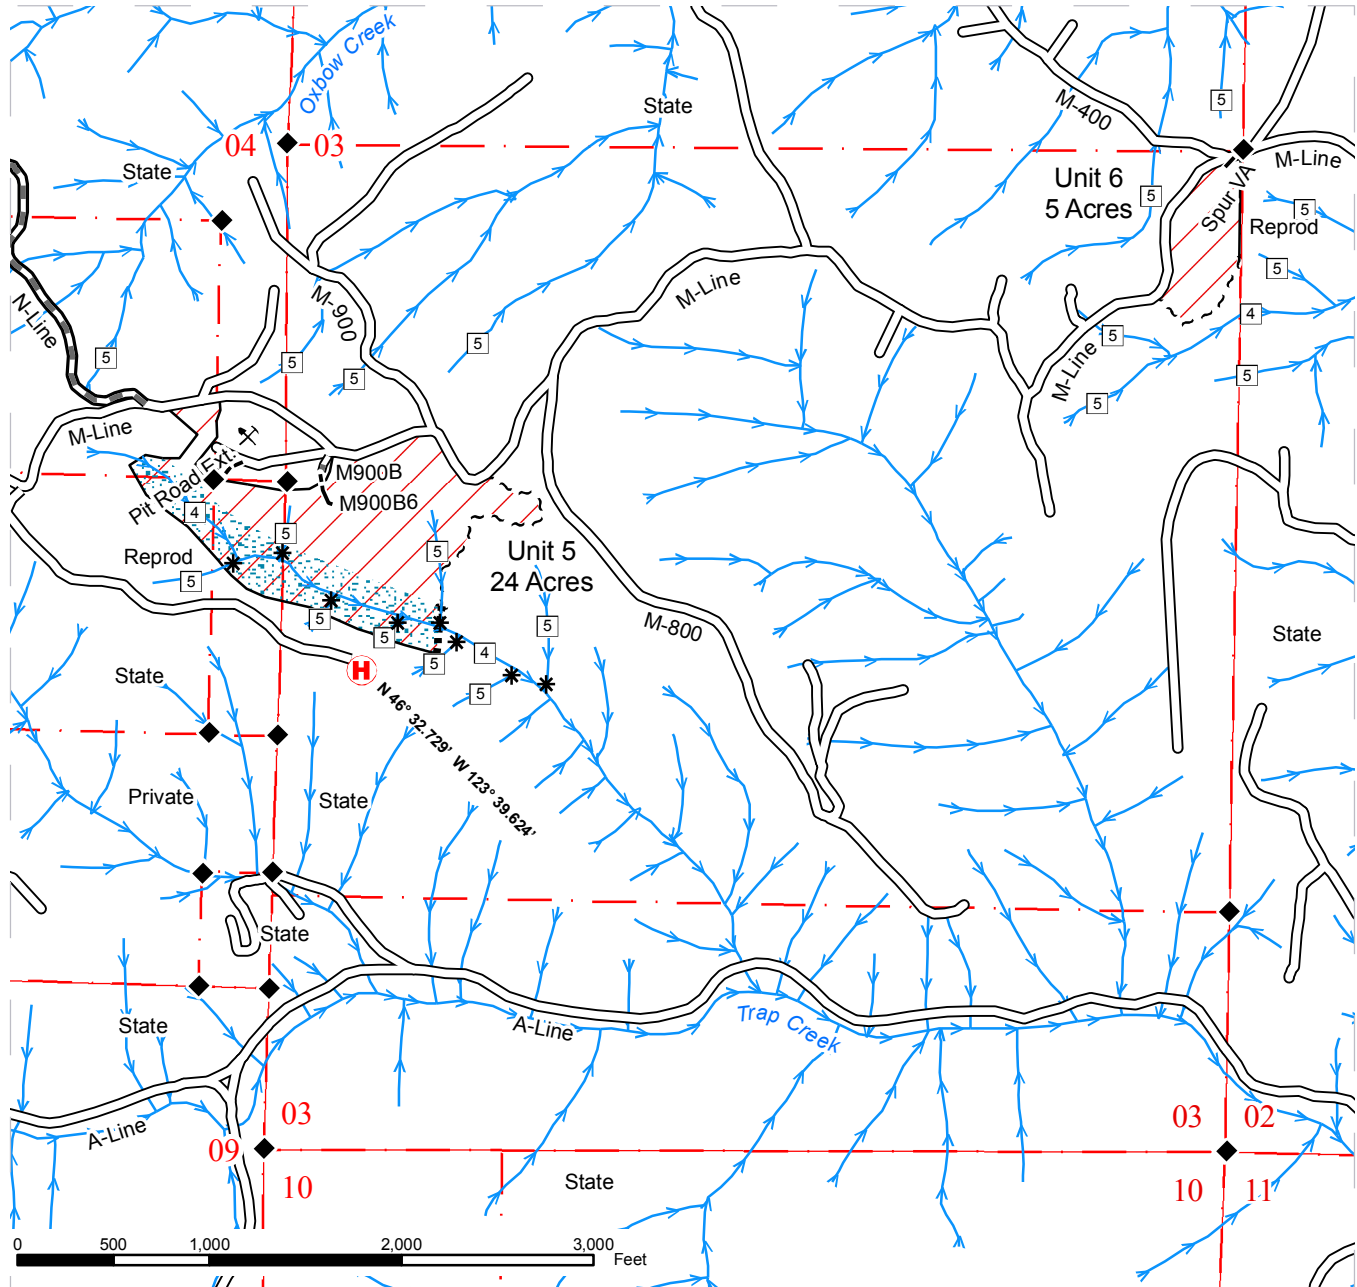 Oxbow Creek
State
04
03
State
M-400
5
M-Line
Unit 6
5 Acres
5
Spur VA
5
Reprod
5
4
5
5
5
M-Line
N-Line
M-900
M-Line
5
5
5
5
M-Line
Pit Road Ext.
M900B
M900B6
4
5
5
Reprod
5
Unit 5
24 Acres
5
5
5
4
5
5
M-800
State
State
H
N 46° 32.729' W 123° 39.624'
Private
State
State
State
A-Line
Trap Creek
A-Line
03
09
10
03
02
10
11
State
0
500
1,000
2,000
3,000
Feet